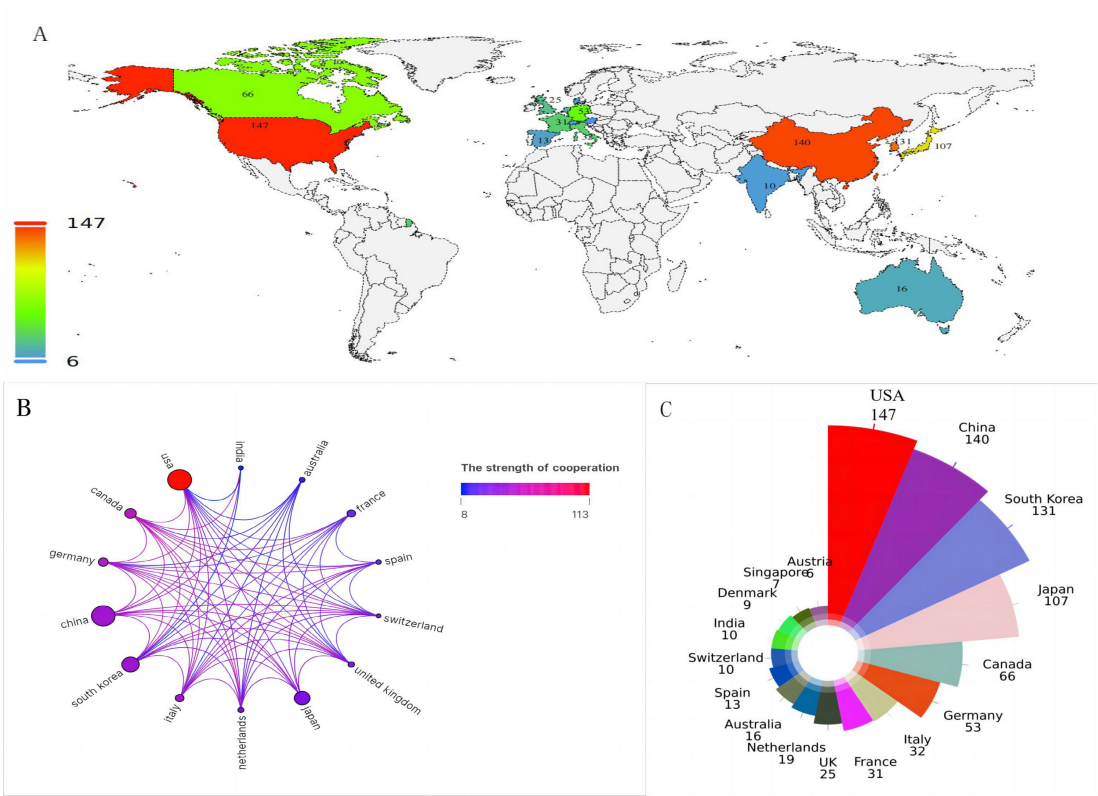 A
66
147
25
53
31
13
140
131
107
10
16
147
6
B
india
australia
usa
france
canada
spain
germany
switzerland
china
united kingdom
south korea
japan
italy
netherlands
The strength of cooperation
8 113
C
USA
147
China
140
South Korea
131
Japan
107
Canada
66
Germany
53
Italy
32
France
31
UK
25
Netherlands
19
Australia
16
Spain
13
Switzerland
10
India
10
Denmark
9
Singapore
7
Austria
6